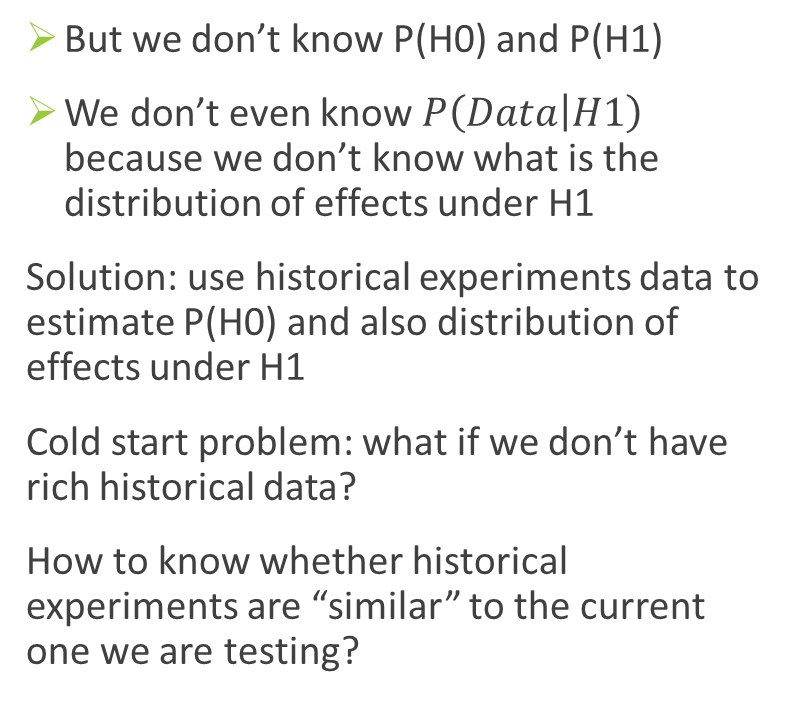 But we don’t know P(H0) and P(H1)
We don’t even know P(Data|H1)
because we don’t know what is the
distribution of effects under H1
Solution: use historical experiments data to
estimate P(H0) and also distribution of
effects under H1
Cold start problem: what if we don’t have
rich historical data?
How to know whether historical
experiments are “similar” to the current
one we are testing?